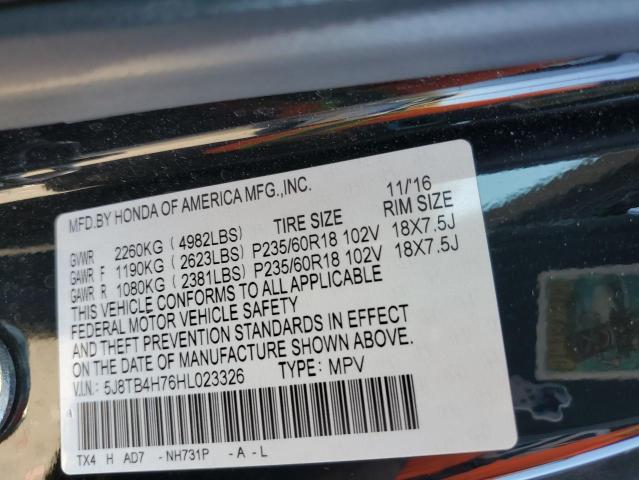 MFD.BY HONDA OF AMERICA MFG.,INC. 11/'16
TIRE SIZE RIM SIZE
GVWR 2260KG (4982LBS)
GAWR F 1190KG (2623LBS) P235/60R18 102V 18X7.5J
GAWR R 1080KG (2381LBS) P235/60R18 102V 18X7.5J
THIS VEHICLE CONFORMS TO ALL APPLICABLE
FEDERAL MOTOR VEHICLE SAFETY
AND THEFT PREVENTION STANDARDS IN EFFECT
ON THE DATE OF MANUFACTURE SHOWN ABOVE.
V.I.N.: 5J8TB4H76HL023326 TYPE: MPV
A
TX4 H AD7 -NH731P -A-L